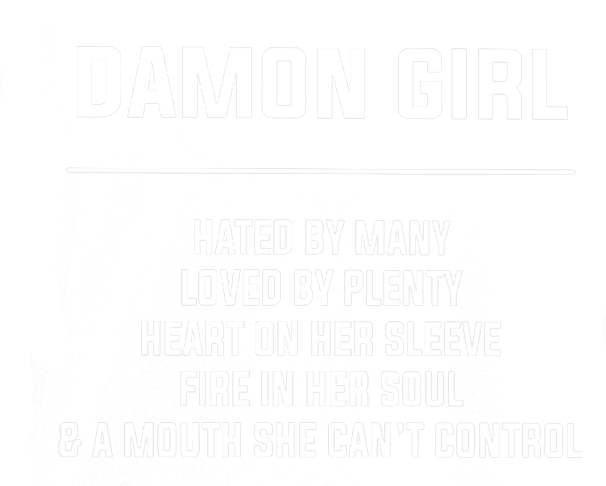 DAMON GIRL
HATED BY MANY
LOVED BY PLENTY
HEART ON HER SLEEVE
FIRE IN HER SOUL
& A MOUTH SHE CAN'T CONTROL